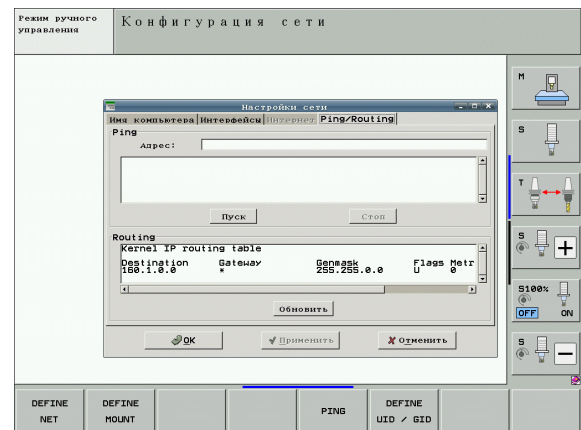 Режим ручного
управления
Конфигурация сети
Настройки сети
Имя компьютера Интерфейсы Интернет Ping/Routing
Ping
Адрес:
Пуск Стоп
Routing
Kernel IP routing table
Destination Gateway Genmask Flags Metr
160.1.0.0 * 255.255.0.0 U 0
Обновить
OK Применить Отменить
M
S
T
S
S100%
OFF ON
S
DEFINE NET
DEFINE MOUNT
PING
DEFINE UID / GID